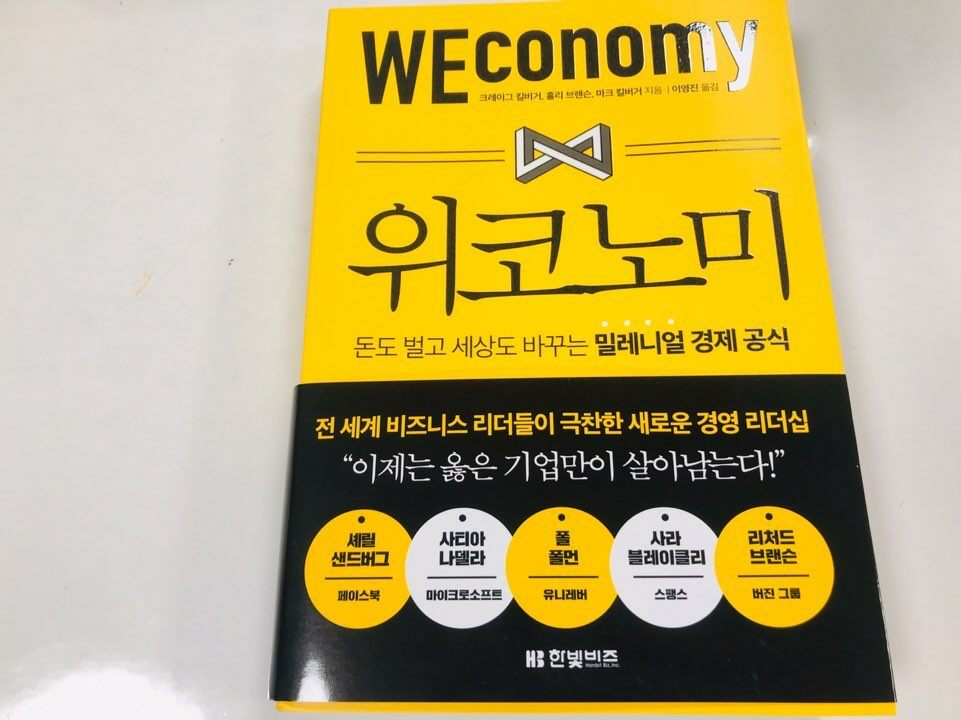 WEconomy
크레이그 킬버거, 홀리 브랜슨, 마크 킬버거 지음 | 이영진 옮김
위코노미
돈도 벌고 세상도 바꾸는 밀레니얼 경제 공식
전 세계 비즈니스 리더들이 극찬한 새로운 경영 리더십
“이제는 옳은 기업만이 살아남는다!”
셰릴
샌드버그
페이스북
사티아
나델라
마이크로소프트
폴
폴먼
유니레버
사라
블레이클리
스팽스
리처드
브랜슨
버진 그룹
HB 한빛비즈
Hanbit Biz, Inc.